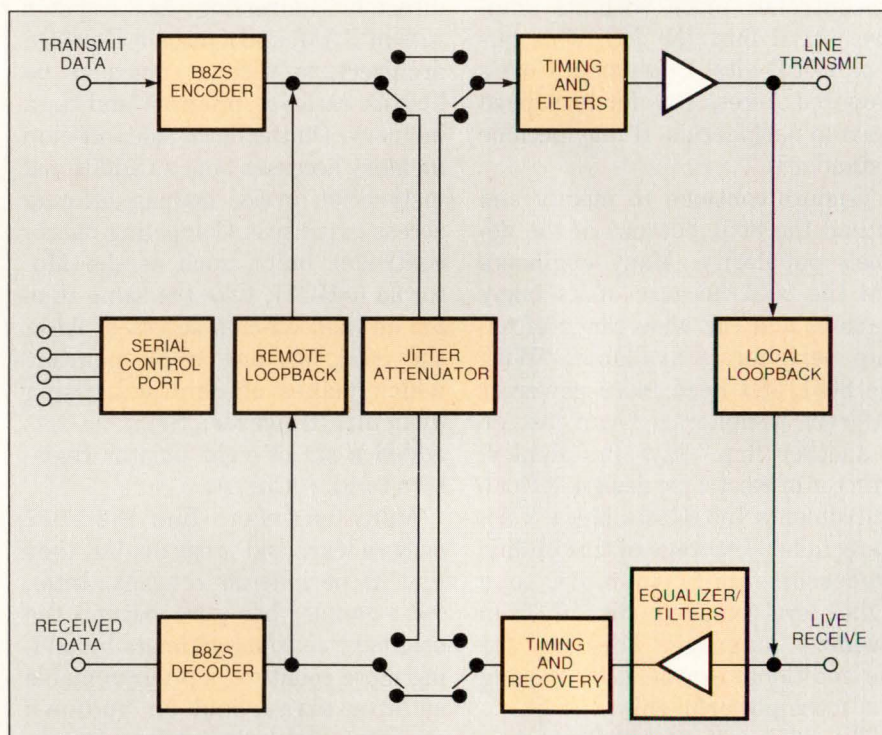 TRANSMIT
DATA
B8ZS
ENCODER
TIMING
AND
FILTERS
LINE
TRANSMIT
SERIAL
CONTROL
PORT
REMOTE
LOOPBACK
JITTER
ATTENUATOR
LOCAL
LOOPBACK
RECEIVED
DATA
B8ZS
DECODER
TIMING
AND
RECOVERY
EQUALIZER/
FILTERS
LIVE
RECEIVE